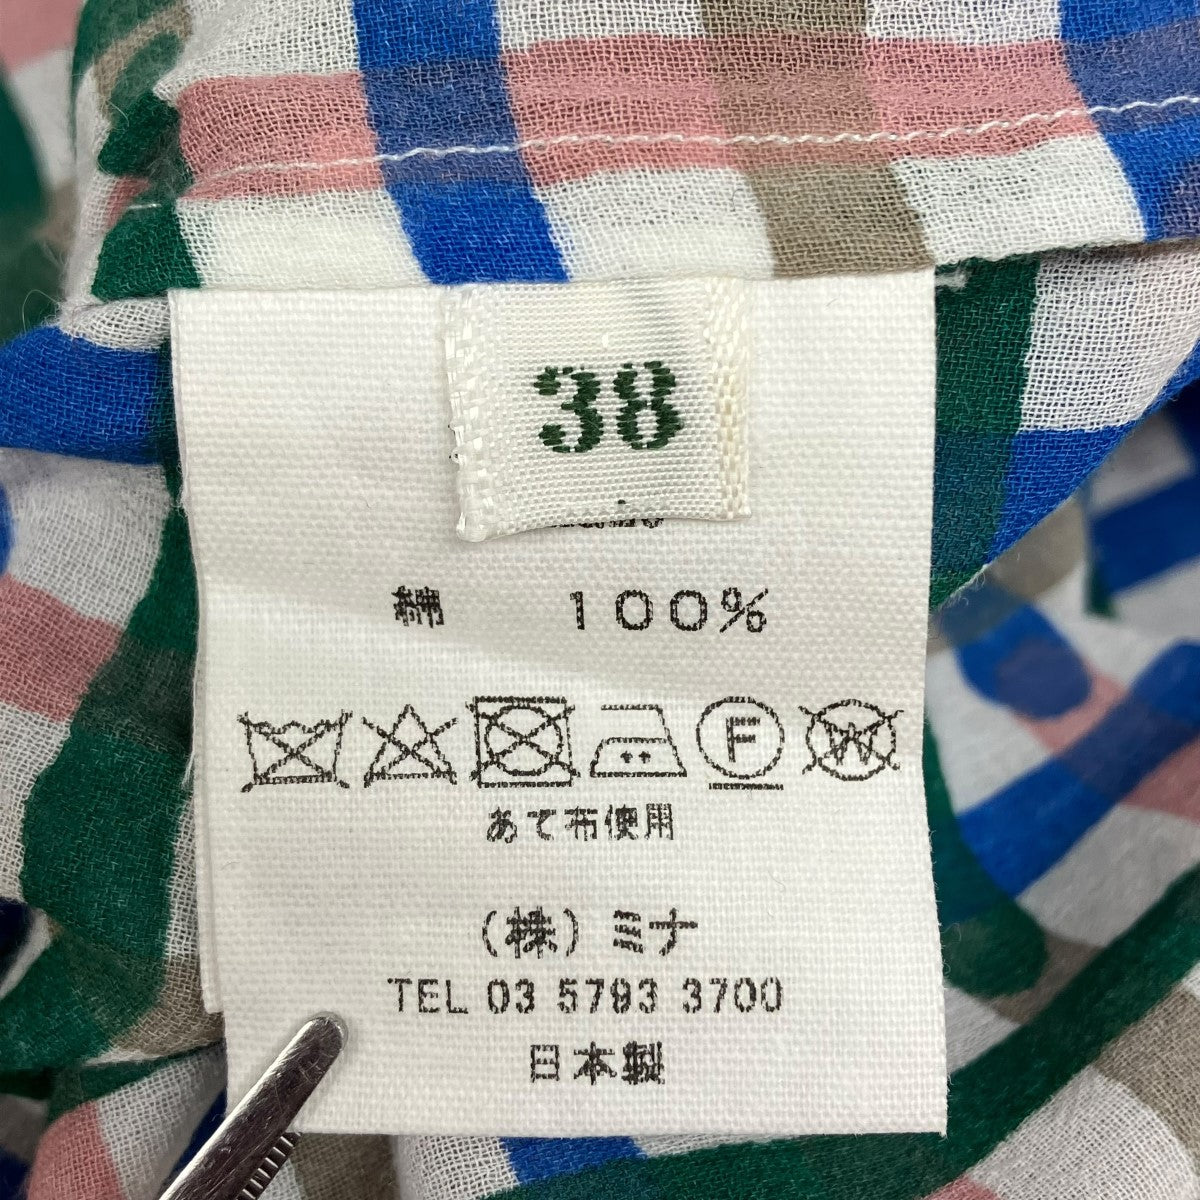 38
綿 １００％
F W
あて布使用
(株) ミナ
TEL 03 5793 3700
日本製